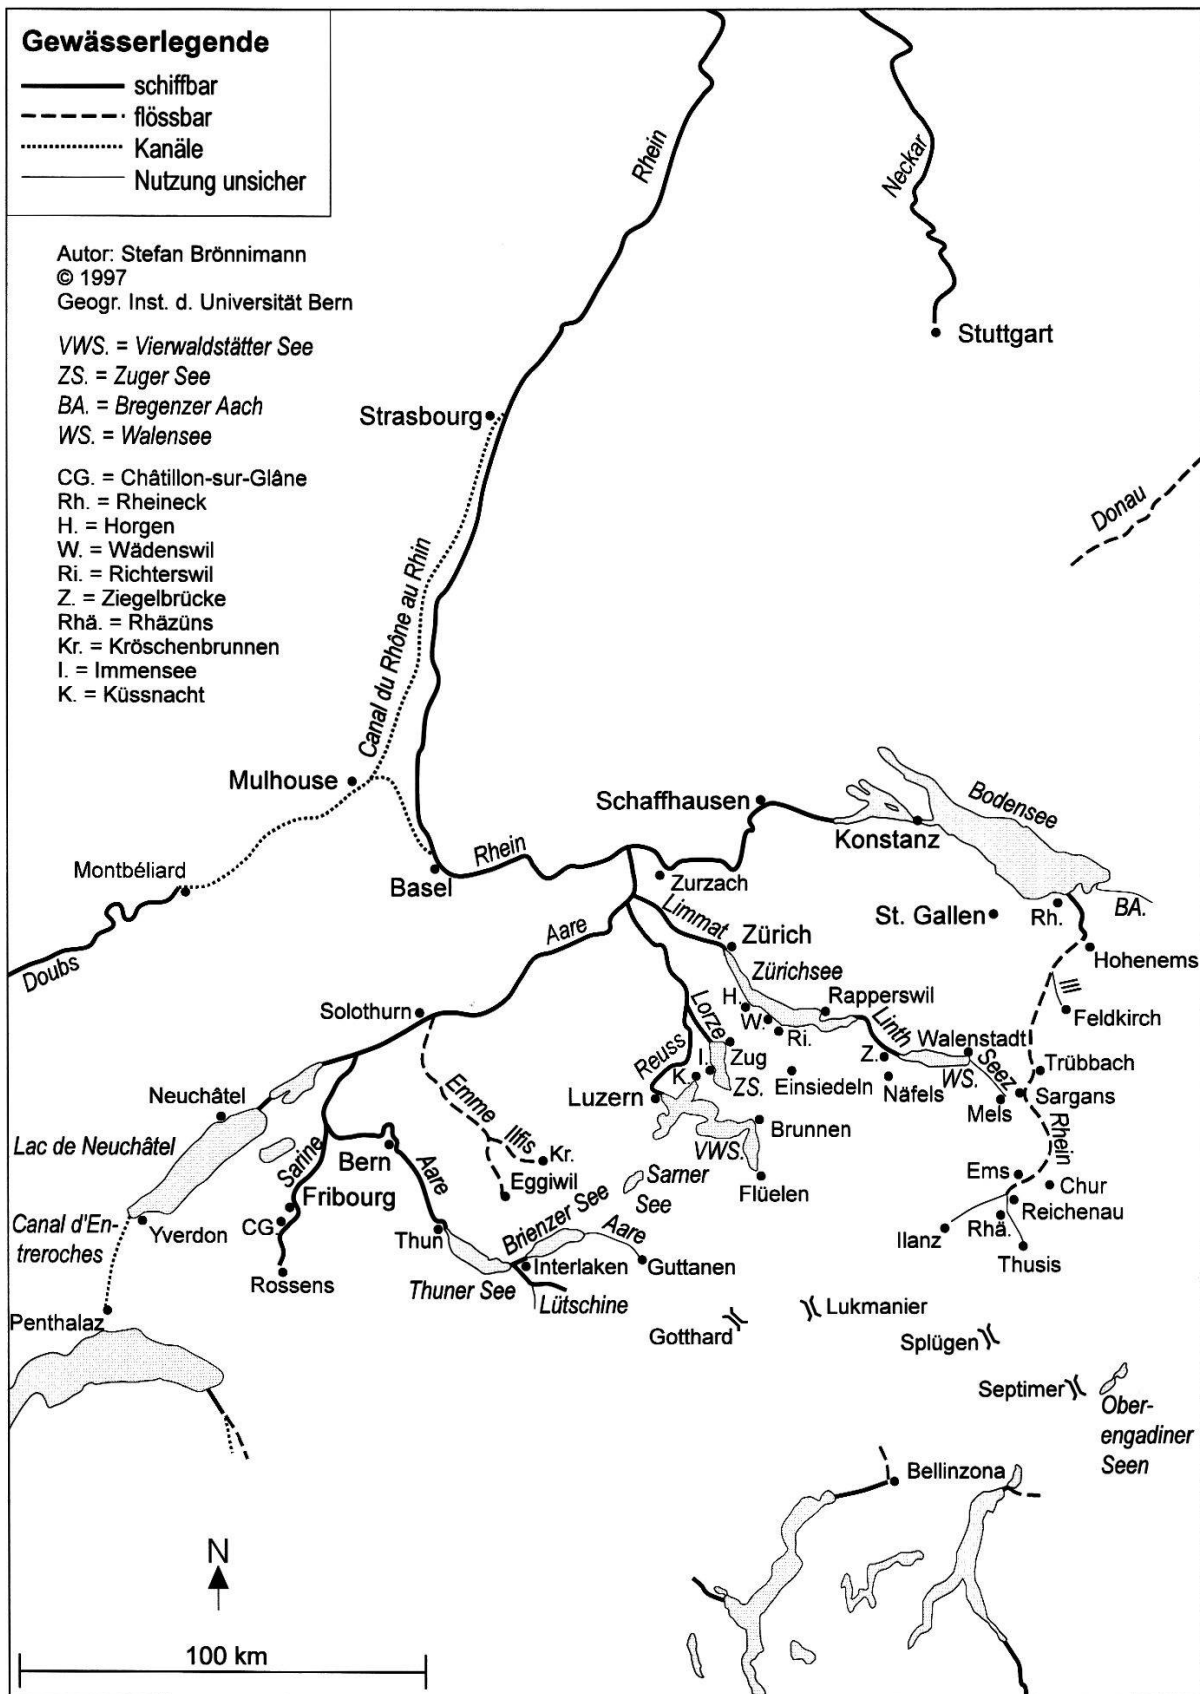 Gewässerlegende
schiffbar
flössbar
Kanäle
Nutzung unsicher
Autor: Stefan Brönnimann
© 1997
Geogr. Inst. d. Universität Bern
VWS. = Vierwaldstätter See
ZS. = Zuger See
BA. = Bregenzer Aach
WS. = Walensee
CG. = Châtillon-sur-Glâne
Rh. = Rheineck
H. = Horgen
W. = Wädenswil
Ri. = Richterswil
Z. = Ziegelbrücke
Rhä. = Rhäzüns
Kr. = Kröschenbrunnen
I. = Immensee
K. = Küssnacht
Rhein
Neckar
Stuttgart
Strasbourg
Donau
Canal du Rhône au Rhin
Mulhouse
Schaffhausen
Bodensee
Konstanz
Montbéliard
Basel
Rhein
Zurzach
St. Gallen
Rh.
BA.
Doubs
Aare
Limmat
Zürich
Hohenems
Zürichsee
Ill
Solothurn
H.
W.
Ri.
Rapperswil
Feldkirch
Lorze
Linth
Walenstadt
Reuss
I.
Zug
Z.
Seez
Trübbach
K.
ZS.
Einsiedeln
Näfels
WS.
Mels
Sargans
Neuchâtel
Emme
Luzern
Lac de Neuchâtel
Ilfis
Brunnen
Sarine
Bern
Kr.
VWS.
Rhein
Aare
Eggiwil
Sarner
See
Flüelen
Ems
Chur
Fribourg
Reichenau
Canal d'En-
treroches
Yverdon
CG.
Thun
Brienzer See
Aare
Ilanz
Rhä.
Rossens
Interlaken
Guttanen
Thusis
Thuner See
Lütschine
Penthalaz
Gotthard
Lukmanier
Splügen
Septimer
Ober-
engadiner
Seen
Bellinzona
N
100 km